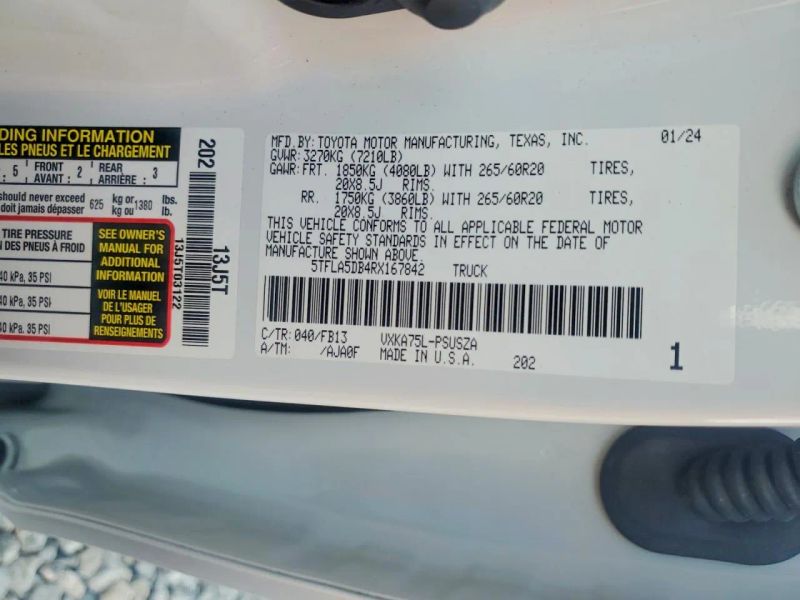 DING INFORMATION
LES PNEUS ET LE CHARGEMENT
: 5 FRONT AVANT : 2 REAR ARRIÈRE : 3
should never exceed 625 kg or 1380 lbs.
doit jamais dépasser kg ou lb.
TIRE PRESSURE
N DES PNEUS À FROID
40 kPa, 35 PSI
40 kPa, 35 PSI
40 kPa, 35 PSI
SEE OWNER'S
MANUAL FOR
ADDITIONAL
INFORMATION
VOIR LE MANUEL
DE L'USAGER
POUR PLUS DE
RENSEIGNEMENTS
202
13J5T03122
13J5T
MFD.BY:TOYOTA MOTOR MANUFACTURING, TEXAS, INC. 01/24
GVWR:3270KG (7210LB)
GAWR:FRT. 1850KG (4080LB) WITH 265/60R20 TIRES,
20X8.5J RIMS.
RR. 1750KG (3860LB) WITH 265/60R20 TIRES,
20X8.5J RIMS.
THIS VEHICLE CONFORMS TO ALL APPLICABLE FEDERAL MOTOR
VEHICLE SAFETY STANDARDS IN EFFECT ON THE DATE OF
MANUFACTURE SHOWN ABOVE.
5TFLA5DB4RX167842 TRUCK
C/TR:040/FB13 VXKA75L-PSUSZA
A/TM: /AJA0F MADE IN U.S.A. 202 1